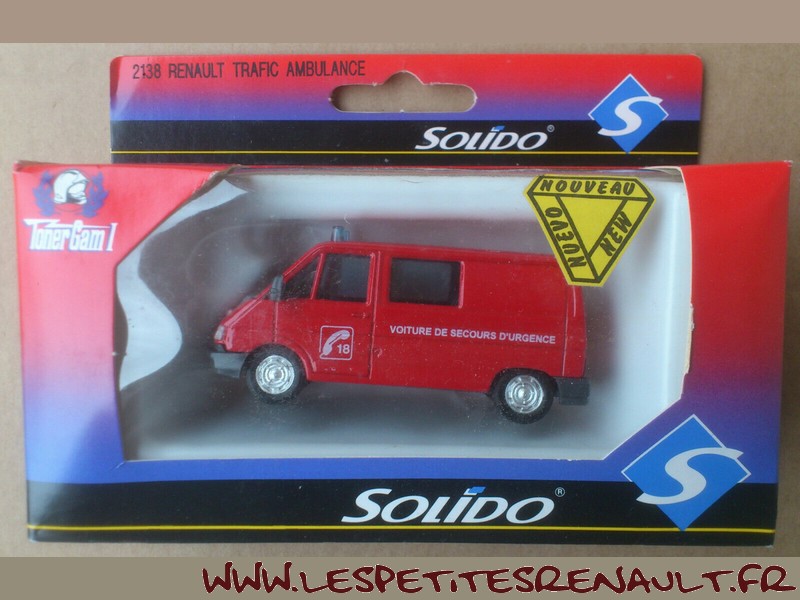 2138 RENAULT TRAFIC AMBULANCE
SOLIDO®
S
Toner Gam I
NOUVEAU
NUEVO
NEW
VOITURE DE SECOURS D'URGENCE
18
S
SOLIDO®
WWW.LESPETITESRENAULT.FR